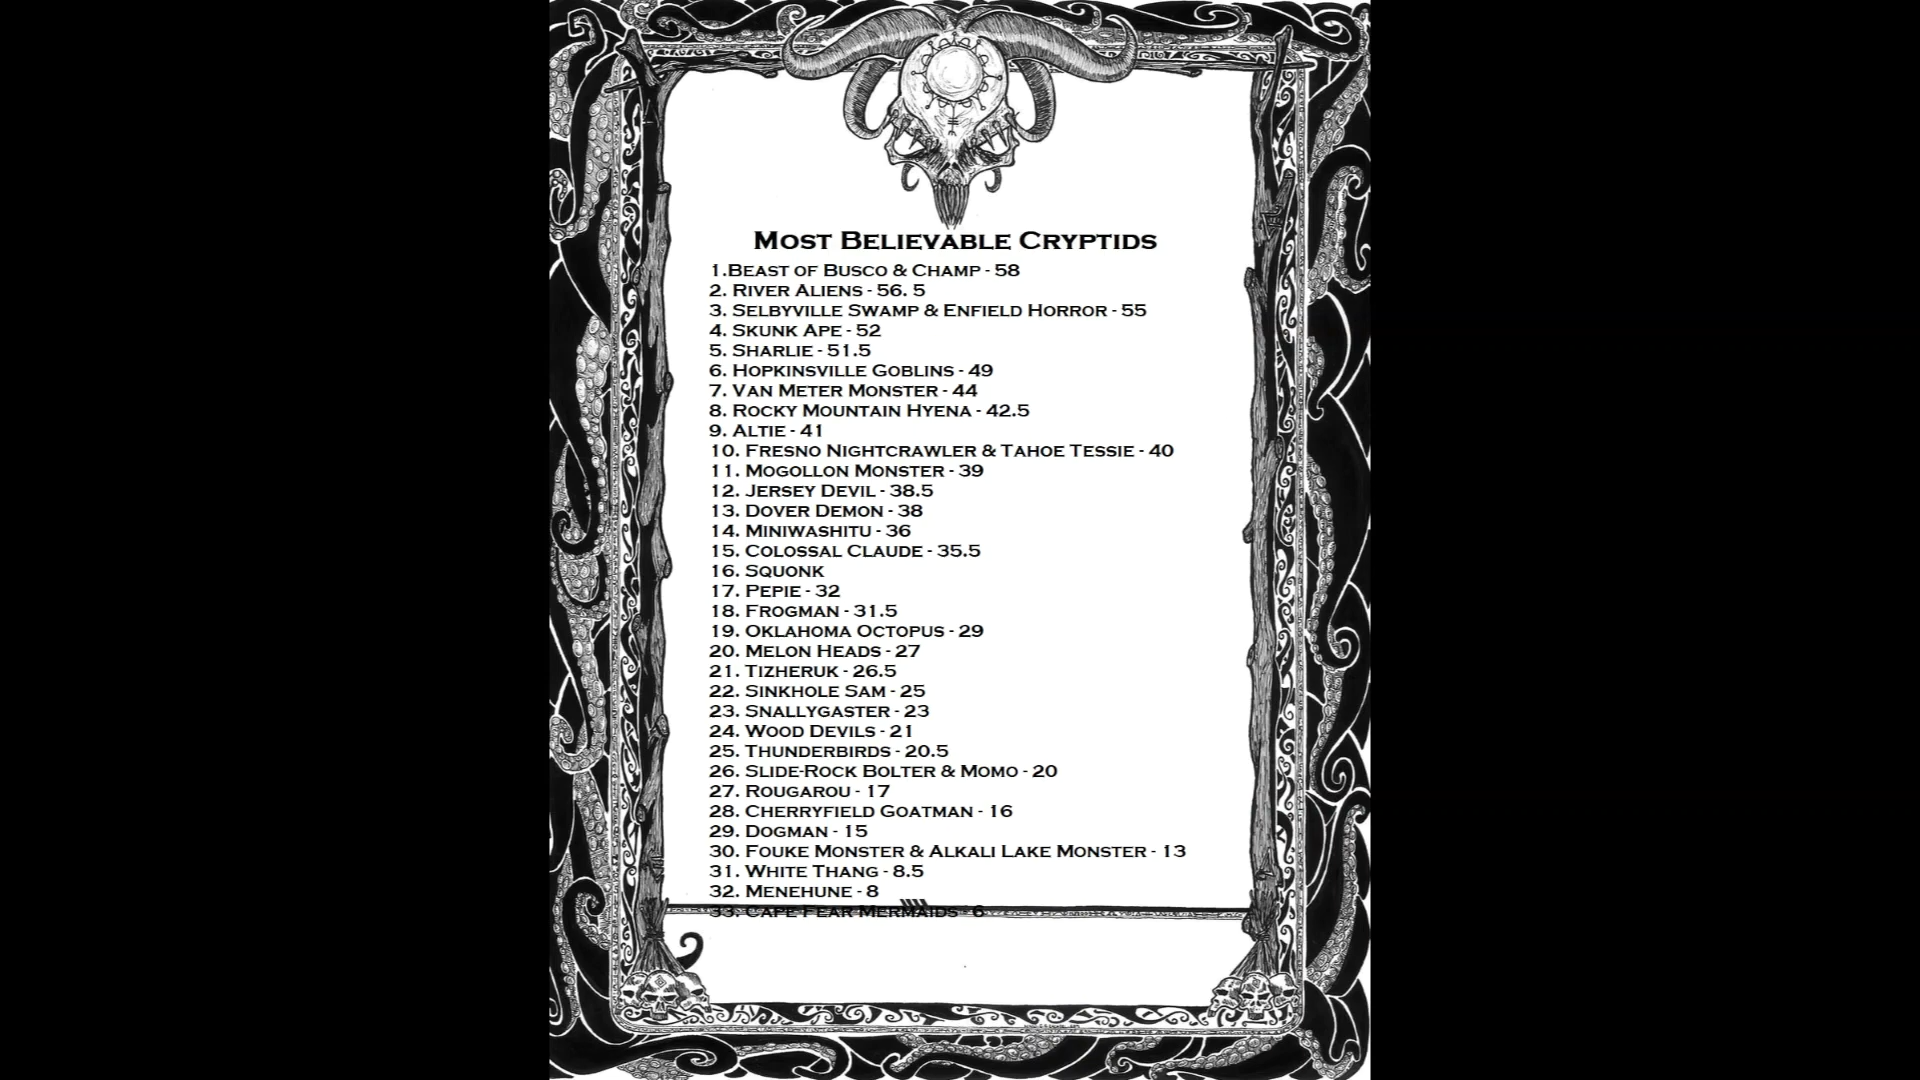 Most Believable Cryptids
1.Beast of Busco & Champ - 58
2. River Aliens - 56. 5
3. Selbyville Swamp & Enfield Horror - 55
4. Skunk Ape - 52
5. Sharlie - 51.5
6. Hopkinsville Goblins - 49
7. Van Meter Monster - 44
8. Rocky Mountain Hyena - 42.5
9. Altie - 41
10. Fresno Nightcrawler & Tahoe Tessie - 40
11. Mogollon Monster - 39
12. Jersey Devil - 38.5
13. Dover Demon - 38
14. Miniwashitu - 36
15. Colossal Claude - 35.5
16. Squonk
17. Pepie - 32
18. Frogman - 31.5
19. Oklahoma Octopus - 29
20. Melon Heads - 27
21. Tizheruk - 26.5
22. Sinkhole Sam - 25
23. Snallygaster - 23
24. Wood Devils - 21
25. Thunderbirds - 20.5
26. Slide-Rock Bolter & Momo - 20
27. Rougarou - 17
28. Cherryfield Goatman - 16
29. Dogman - 15
30. Fouke Monster & Alkali Lake Monster - 13
31. White Thang - 8.5
32. Menehune - 8
33. Cape Fear Mermaids - 6